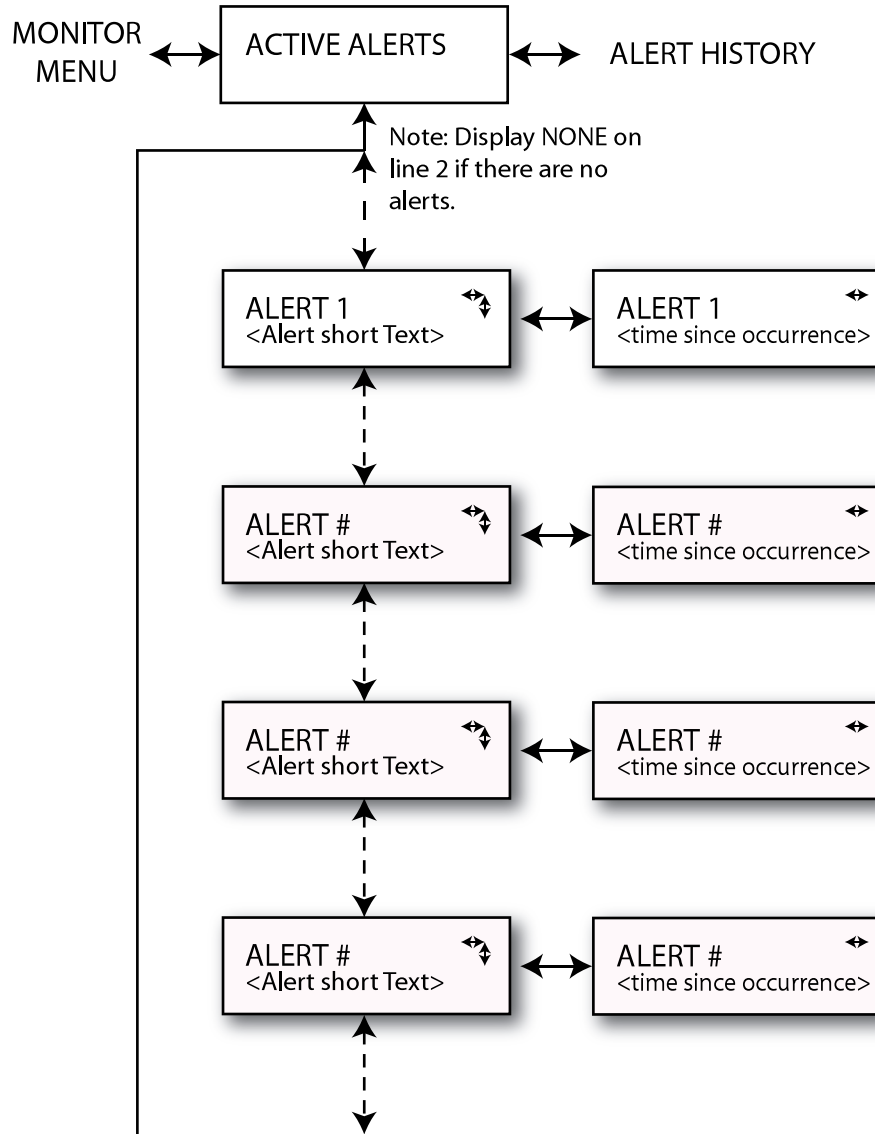 MONITOR
MENU
ACTIVE ALERTS
ALERT HISTORY
Note: Display NONE on
line 2 if there are no
alerts.
ALERT 1
<Alert short Text>
ALERT 1
<time since occurrence>
ALERT #
<Alert short Text>
ALERT #
<time since occurrence>
ALERT #
<Alert short Text>
ALERT #
<time since occurrence>
ALERT #
<Alert short Text>
ALERT #
<time since occurrence>